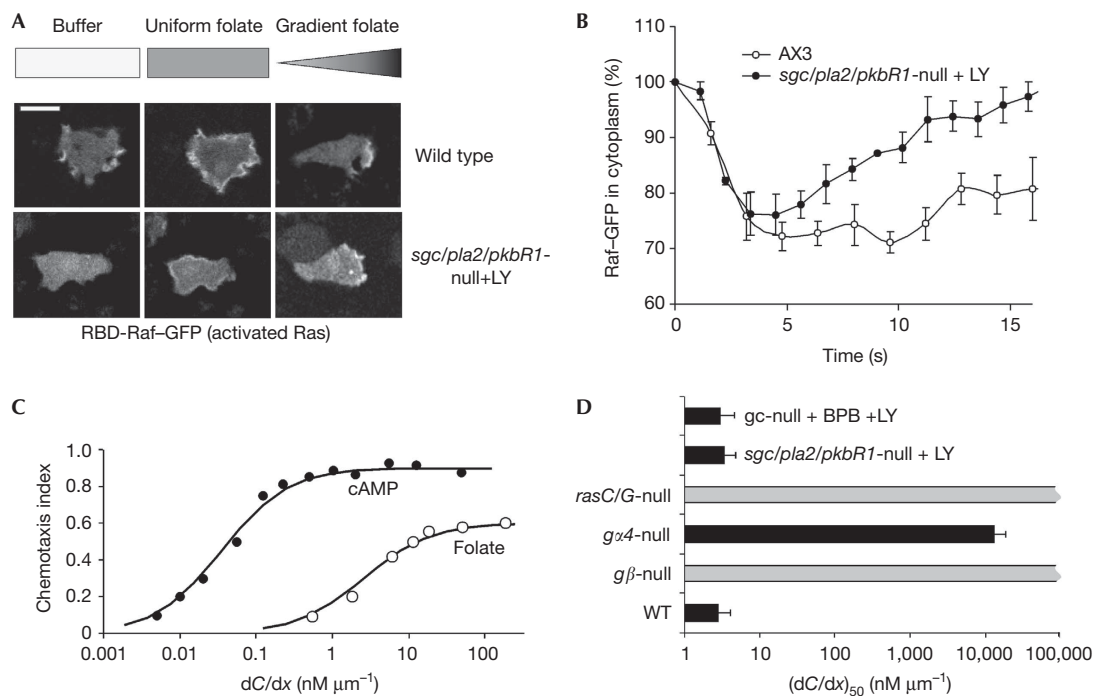 A
Buffer Uniform folate Gradient folate
Wild type
sgc/pla2/pkbR1-
null+LY
RBD-Raf–GFP (activated Ras)
B
AX3
sgc/pla2/pkbR1-null + LY
Raf–GFP in cytoplasm (%)
110
100
90
80
70
60
0 5 10 15
Time (s)
C
Chemotaxis index
1.0
0.8
0.6
0.4
0.2
0
cAMP
Folate
0.001 0.01 0.1 1 10 100
dC/dx (nM μm⁻¹)
D
gc-null + BPB +LY
sgc/pla2/pkbR1-null + LY
rasC/G-null
gα4-null
gβ-null
WT
1 10 100 1,000 10,000 100,000
(dC/dx)₅₀ (nM μm⁻¹)